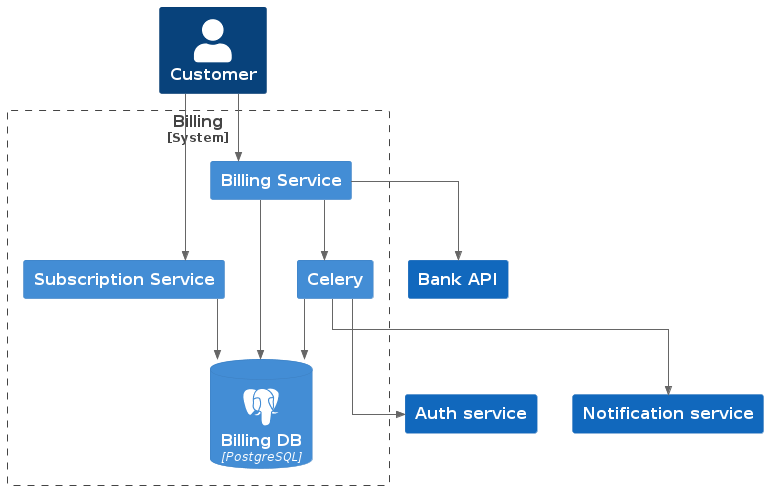 Customer
Billing
[System]
Billing Service
Subscription Service
Celery
Bank API
Billing DB
[PostgreSQL]
Auth service
Notification service